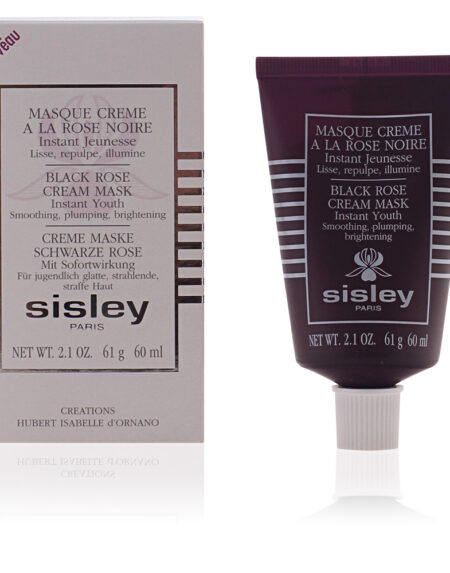 MASQUE CREME
A LA ROSE NOIRE
Instant Jeunesse
Lisse, repulpe, illumine
BLACK ROSE
CREAM MASK
Instant Youth
Smoothing, plumping, brightening
CREME MASKE
SCHWARZE ROSE
Mit Sofortwirkung
Für jugendlich glatte, strahlende,
straffe Haut
sisley
PARIS
NET WT. 2.1 OZ. 61 g 60 ml
CREATIONS
HUBERT ISABELLE d'ORNANO
MASQUE CREME
A LA ROSE NOIRE
Instant Jeunesse
Lisse, repulpe, illumine
BLACK ROSE
CREAM MASK
Instant Youth
Smoothing, plumping,
brightening
sisley
PARIS
NET WT. 2.1 OZ. 61 g 60 ml